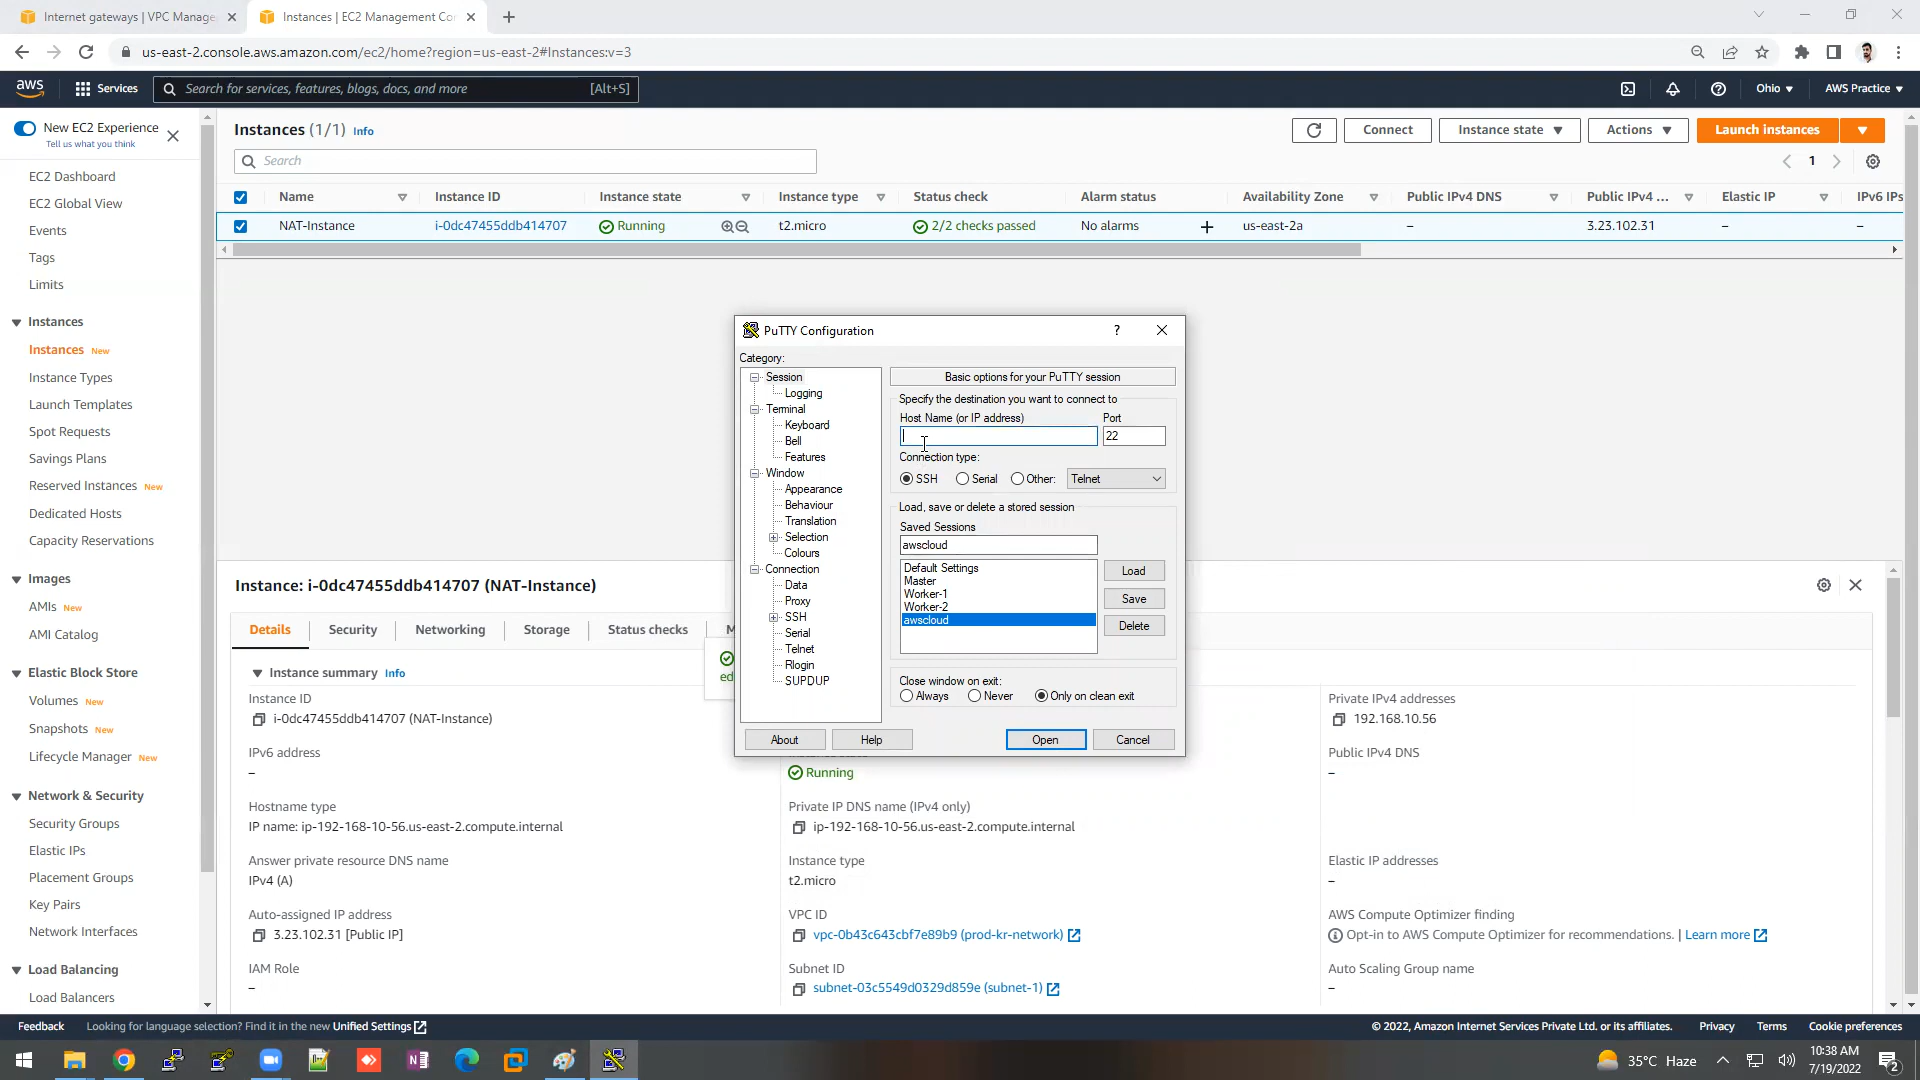 Internet gateways | VPC Manage
Instances | EC2 Management Co
us-east-2.console.aws.amazon.com/ec2/home?region=us-east-2#Instances:v=3
aws
Services
Search for services, features, blogs, docs, and more
[Alt+S]
Ohio
AWS Practice
New EC2 Experience
Tell us what you think
EC2 Dashboard
EC2 Global View
Events
Tags
Limits
Instances
Instances New
Instance Types
Launch Templates
Spot Requests
Savings Plans
Reserved Instances New
Dedicated Hosts
Capacity Reservations
Images
AMIs New
AMI Catalog
Elastic Block Store
Volumes New
Snapshots New
Lifecycle Manager New
Network & Security
Security Groups
Elastic IPs
Placement Groups
Key Pairs
Network Interfaces
Load Balancing
Load Balancers
Instances (1/1) Info
Connect
Instance state
Actions
Launch instances
Search
1
Name
Instance ID
Instance state
Instance type
Status check
Alarm status
Availability Zone
Public IPv4 DNS
Public IPv4 ...
Elastic IP
IPv6 IPs
NAT-Instance
i-0dc47455ddb414707
Running
t2.micro
2/2 checks passed
No alarms
us-east-2a
–
3.23.102.31
–
–
PuTTY Configuration
?
Category:
Session
Logging
Terminal
Keyboard
Bell
Features
Window
Appearance
Behaviour
Translation
Selection
Colours
Connection
Data
Proxy
SSH
Serial
Telnet
Rlogin
SUPDUP
Basic options for your PuTTY session
Specify the destination you want to connect to
Host Name (or IP address)
Port
22
Connection type:
SSH
Serial
Other:
Telnet
Load, save or delete a stored session
Saved Sessions
awscloud
Default Settings
Master
Worker-1
Worker-2
awscloud
Load
Save
Delete
Close window on exit:
Always
Never
Only on clean exit
About
Help
Open
Cancel
Instance: i-0dc47455ddb414707 (NAT-Instance)
Details
Security
Networking
Storage
Status checks
M
ed
Instance summary Info
Instance ID
i-0dc47455ddb414707 (NAT-Instance)
Private IPv4 addresses
192.168.10.56
IPv6 address
–
Running
Public IPv4 DNS
–
Hostname type
IP name: ip-192-168-10-56.us-east-2.compute.internal
Private IP DNS name (IPv4 only)
ip-192-168-10-56.us-east-2.compute.internal
Answer private resource DNS name
IPv4 (A)
Instance type
t2.micro
Elastic IP addresses
–
Auto-assigned IP address
3.23.102.31 [Public IP]
VPC ID
vpc-0b43c643cbf7e89b9 (prod-kr-network)
AWS Compute Optimizer finding
Opt-in to AWS Compute Optimizer for recommendations. | Learn more
IAM Role
–
Subnet ID
subnet-03c5549d0329d859e (subnet-1)
Auto Scaling Group name
–
Feedback
Looking for language selection? Find it in the new Unified Settings
© 2022, Amazon Internet Services Private Ltd. or its affiliates.
Privacy
Terms
Cookie preferences
35°C Haze
10:38 AM
7/19/2022
2